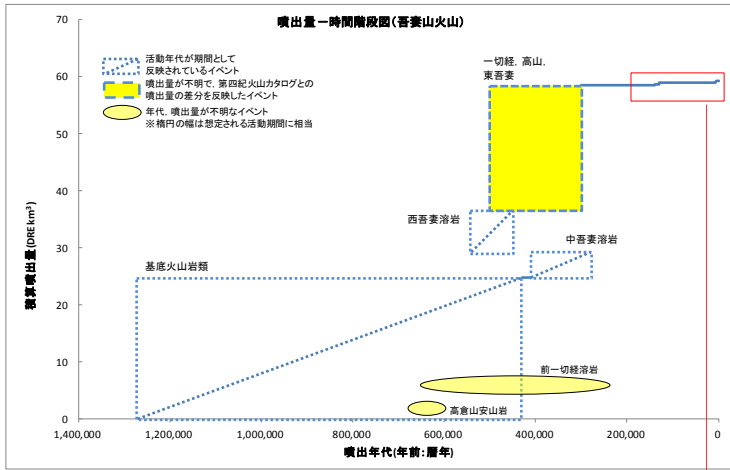 噴出量－時間階段図（吾妻山火山）
活動年代が期間として
反映されているイベント
噴出量が不明で、第四紀火山カタログとの
噴出量の差分を反映したイベント
年代、噴出量が不明なイベント
※楕円の幅は想定される活動期間に相当
一切経，高山，
東吾妻
西吾妻溶岩
中吾妻溶岩
基底火山岩類
前一切経溶岩
高倉山安山岩
積算噴出量(DRE km³)
70
60
50
40
30
20
10
0
1,400,000
1,200,000
1,000,000
800,000
600,000
400,000
200,000
0
噴出年代(年前：暦年)